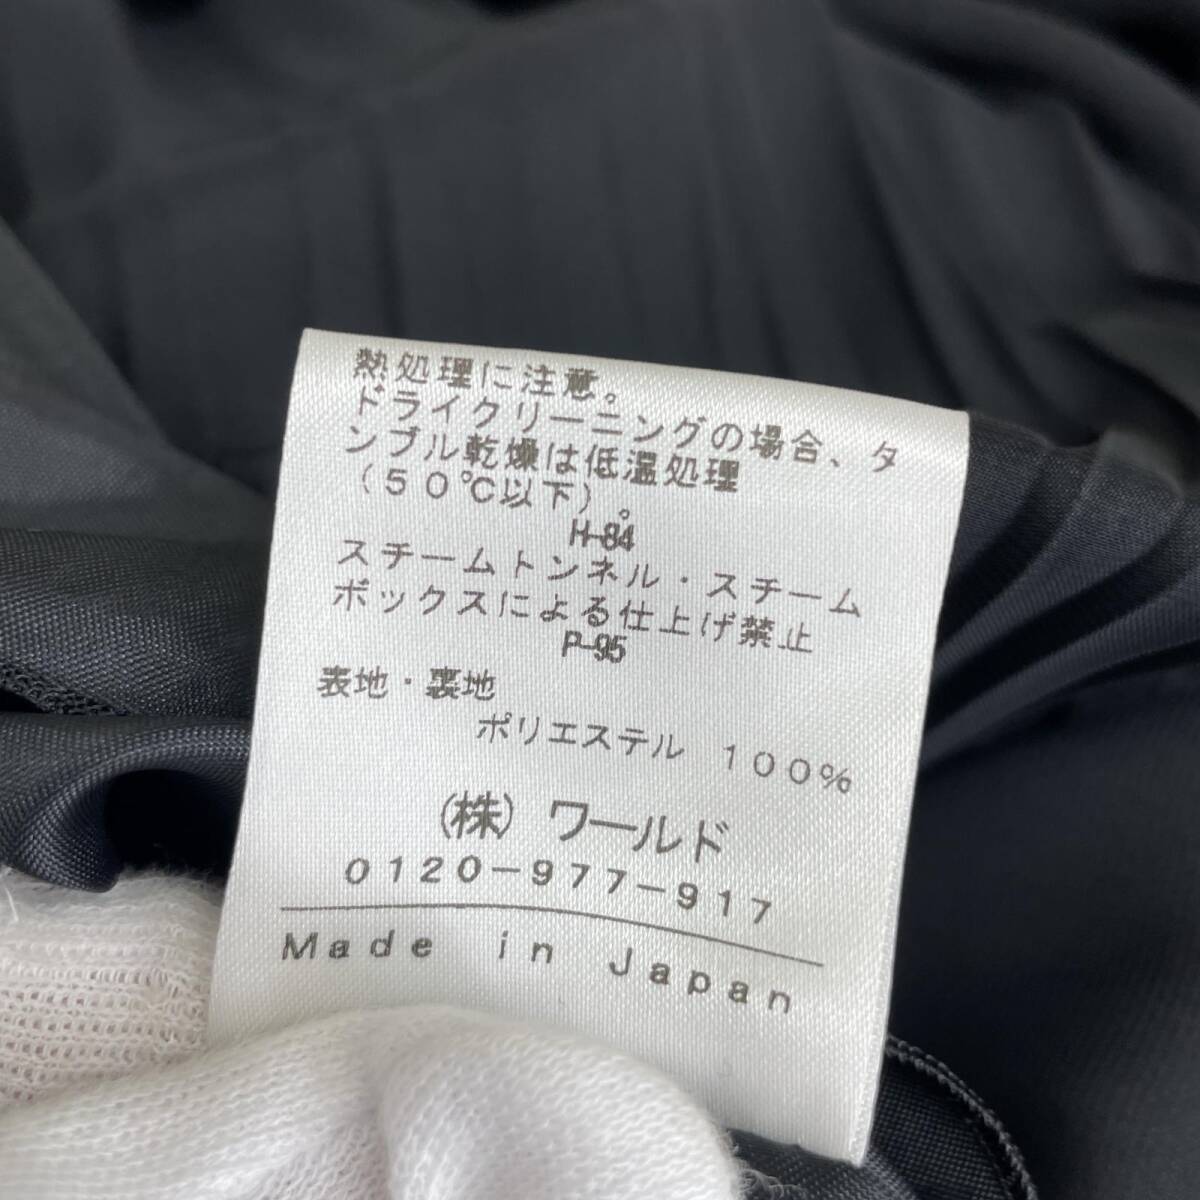 熱処理に注意。
ドライクリーニングの場合、タ
ンブル乾燥は低温処理
(50℃以下)。
H-84
スチームトンネル・スチーム
ボックスによる仕上げ禁止
P-95
表地・裏地
ポリエステル 100%
(株)ワールド
0120-977-917
Made in Japan